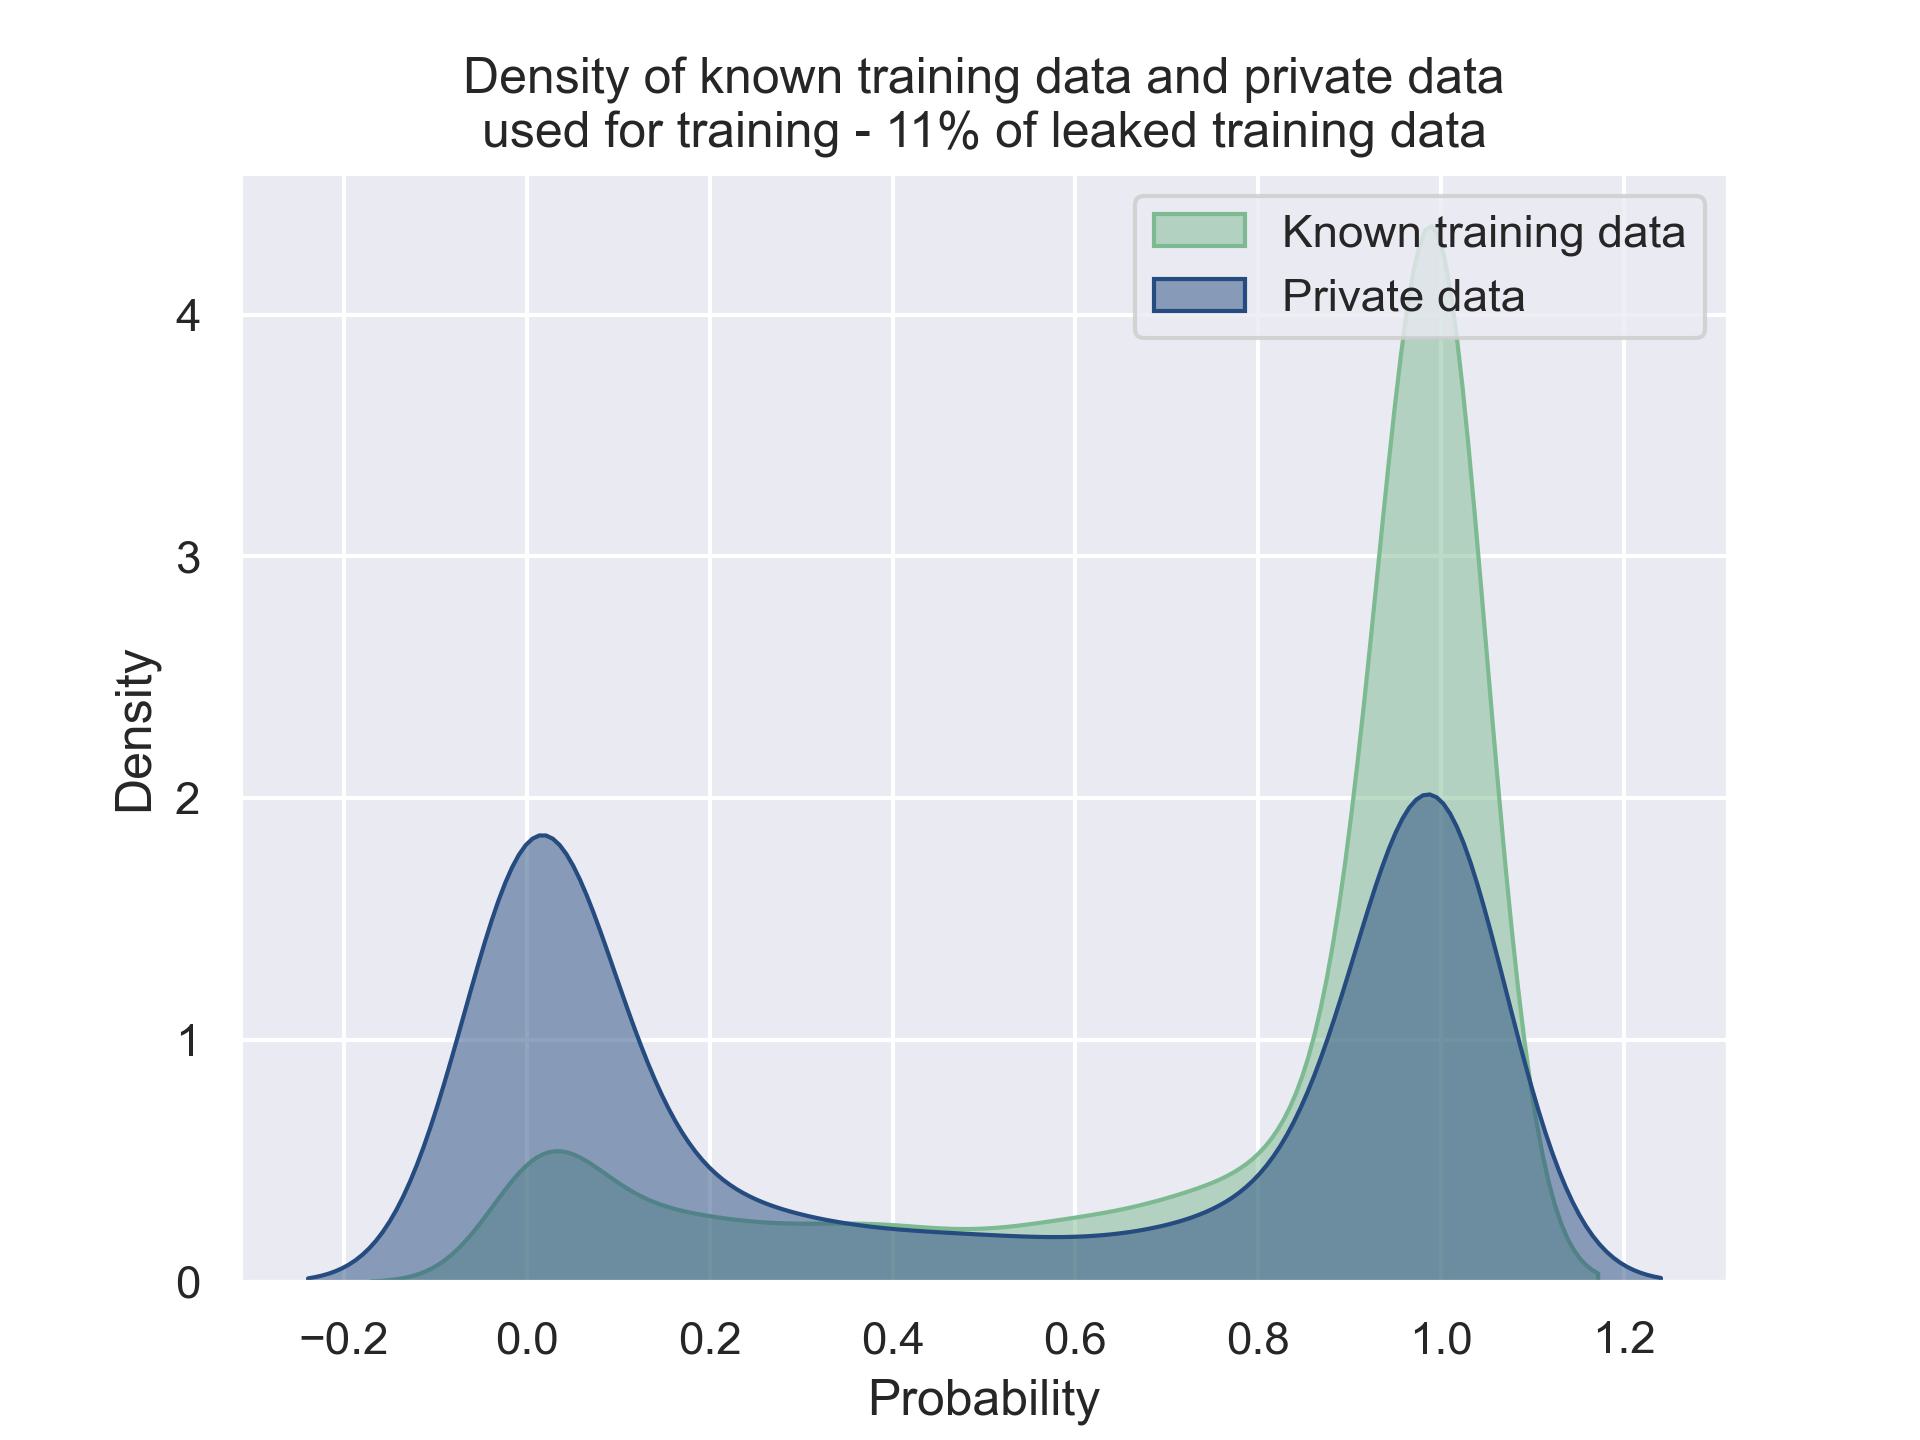 Density of known training data and private data
used for training - 11% of leaked training data
Known training data
Private data
4
3
2
1
0
Density
−0.2 0.0 0.2 0.4 0.6 0.8 1.0 1.2
Probability